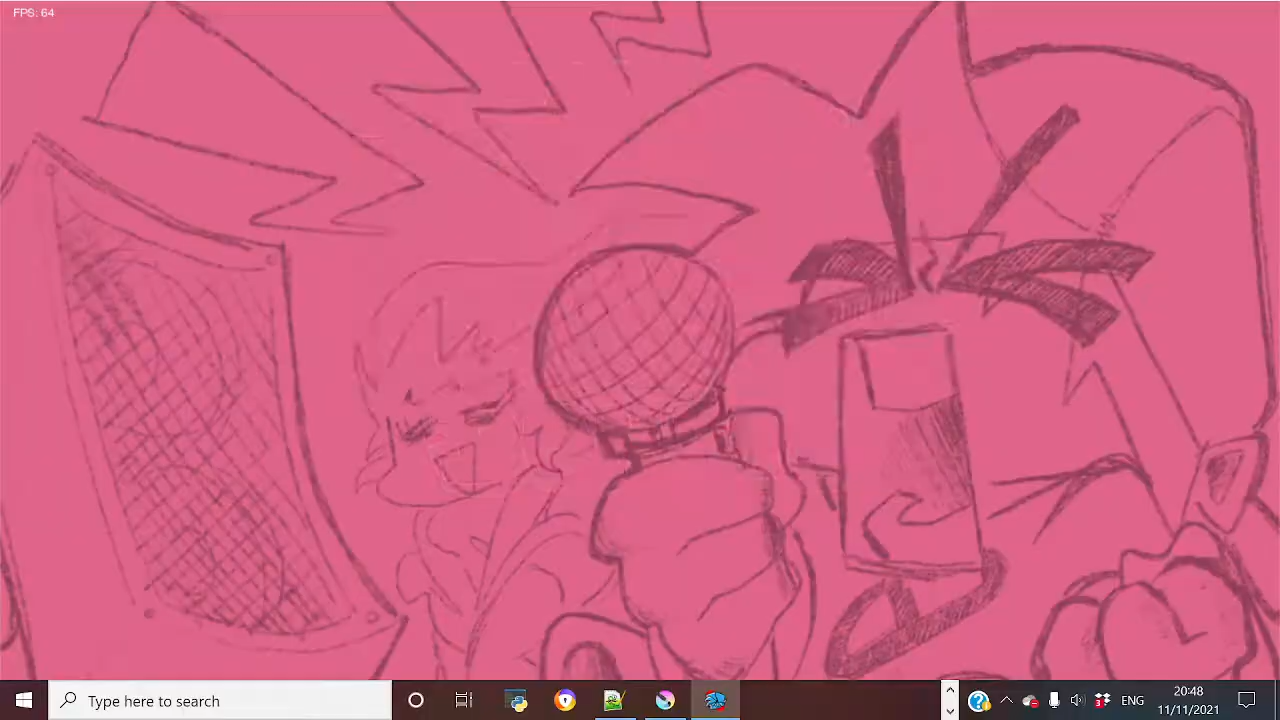 FPS: 64
Type here to search
ENG
20:48
11/11/2021